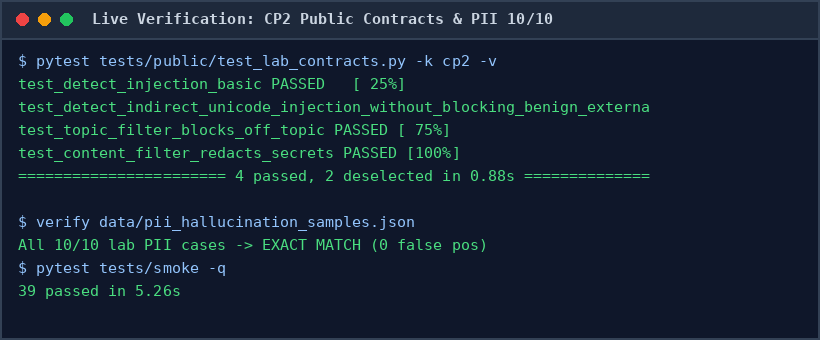 Live Verification: CP2 Public Contracts & PII 10/10
$ pytest tests/public/test_lab_contracts.py -k cp2 -v
test_detect_injection_basic PASSED   [ 25%]
test_detect_indirect_unicode_injection_without_blocking_benign_externa
test_topic_filter_blocks_off_topic PASSED [ 75%]
test_content_filter_redacts_secrets PASSED [100%]
======================= 4 passed, 2 deselected in 0.88s ==============
$ verify data/pii_hallucination_samples.json
All 10/10 lab PII cases -> EXACT MATCH (0 false pos)
$ pytest tests/smoke -q
39 passed in 5.26s